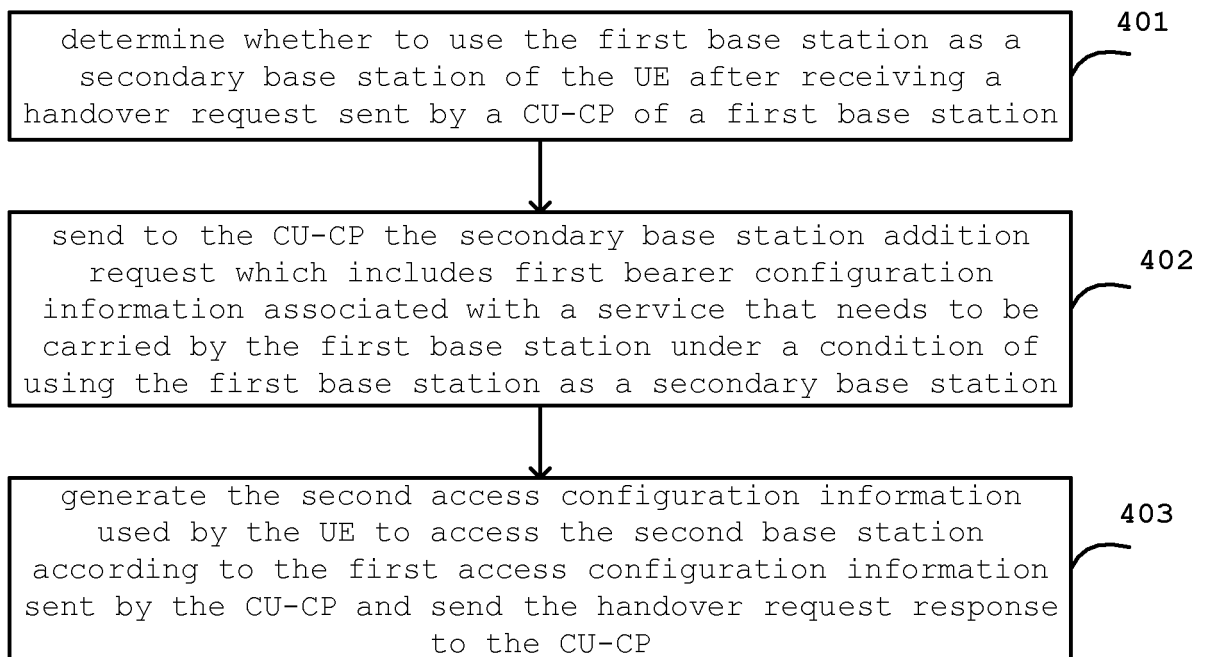 determine whether to use the first base station as a
secondary base station of the UE after receiving a
handover request sent by a CU-CP of a first base station
401
send to the CU-CP the secondary base station addition
request which includes first bearer configuration
information associated with a service that needs to be
carried by the first base station under a condition of
using the first base station as a secondary base station
402
generate the second access configuration information
used by the UE to access the second base station
according to the first access configuration information
sent by the CU-CP and send the handover request response
to the CU-CP
403